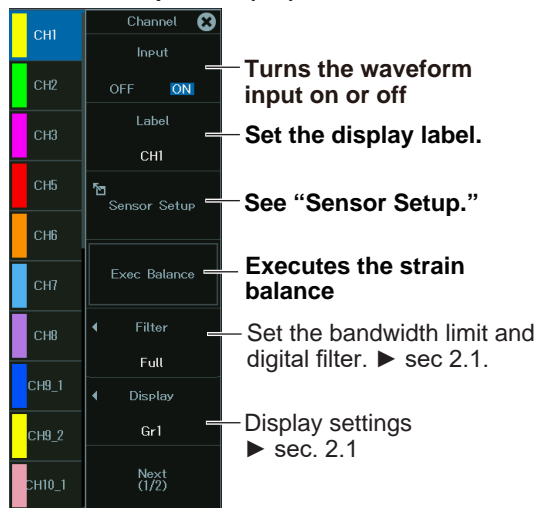 CH1
CH2
CH3
CH5
CH6
CH7
CH8
CH9_1
CH9_2
CH10_1
Channel
Input
OFF ON
Label
CH1
Sensor Setup
Exec Balance
Filter
Full
Display
Gr1
Next
(1/2)
Turns the waveform
input on or off
Set the display label.
See “Sensor Setup.”
Executes the strain
balance
Set the bandwidth limit and
digital filter. ► sec 2.1.
Display settings
► sec. 2.1